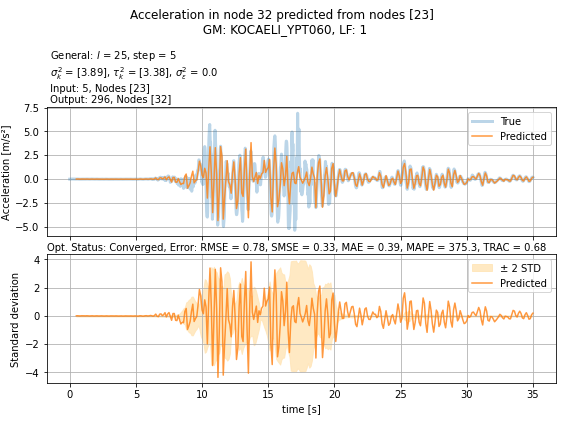 Acceleration in node 32 predicted from nodes [23]
GM: KOCAELI_YPT060, LF: 1
General: l = 25, step = 5
σ²ₖ = [3.89], τ²ₖ = [3.38], σ²ε = 0.0
Input: 5, Nodes [23]
Output: 296, Nodes [32]
7.5
5.0
2.5
0.0
−2.5
−5.0
Acceleration [m/s²]
True
Predicted
Opt. Status: Converged, Error: RMSE = 0.78, SMSE = 0.33, MAE = 0.39, MAPE = 375.3, TRAC = 0.68
4
2
0
−2
−4
Standard deviation
± 2 STD
Predicted
0 5 10 15 20 25 30 35
time [s]